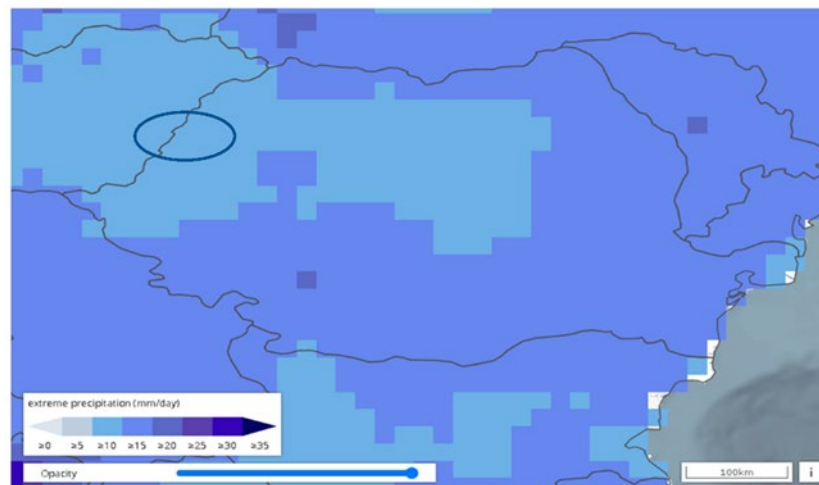 extreme precipitation (mm/day)
≥0 ≥5 ≥10 ≥15 ≥20 ≥25 ≥30 ≥35
Opacity
100km
i